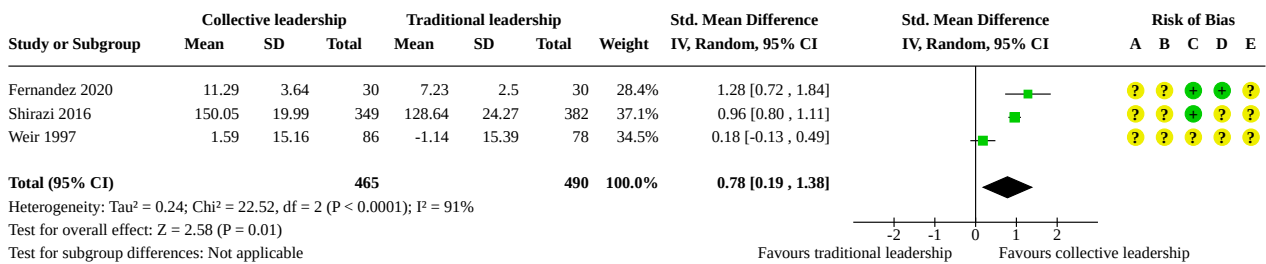 Collective leadership Traditional leadership Std. Mean Difference Std. Mean Difference Risk of Bias
Study or Subgroup Mean SD Total Mean SD Total Weight IV, Random, 95% CI IV, Random, 95% CI A B C D E
Fernandez 2020 11.29 3.64 30 7.23 2.5 30 28.4% 1.28 [0.72 , 1.84] ? ? + + ?
Shirazi 2016 150.05 19.99 349 128.64 24.27 382 37.1% 0.96 [0.80 , 1.11] ? ? + ? ?
Weir 1997 1.59 15.16 86 -1.14 15.39 78 34.5% 0.18 [-0.13 , 0.49] ? ? ? ? ?
Total (95% CI) 465 490 100.0% 0.78 [0.19 , 1.38]
Heterogeneity: Tau² = 0.24; Chi² = 22.52, df = 2 (P < 0.0001); I² = 91%
Test for overall effect: Z = 2.58 (P = 0.01) -2 -1 0 1 2
Test for subgroup differences: Not applicable Favours traditional leadership Favours collective leadership